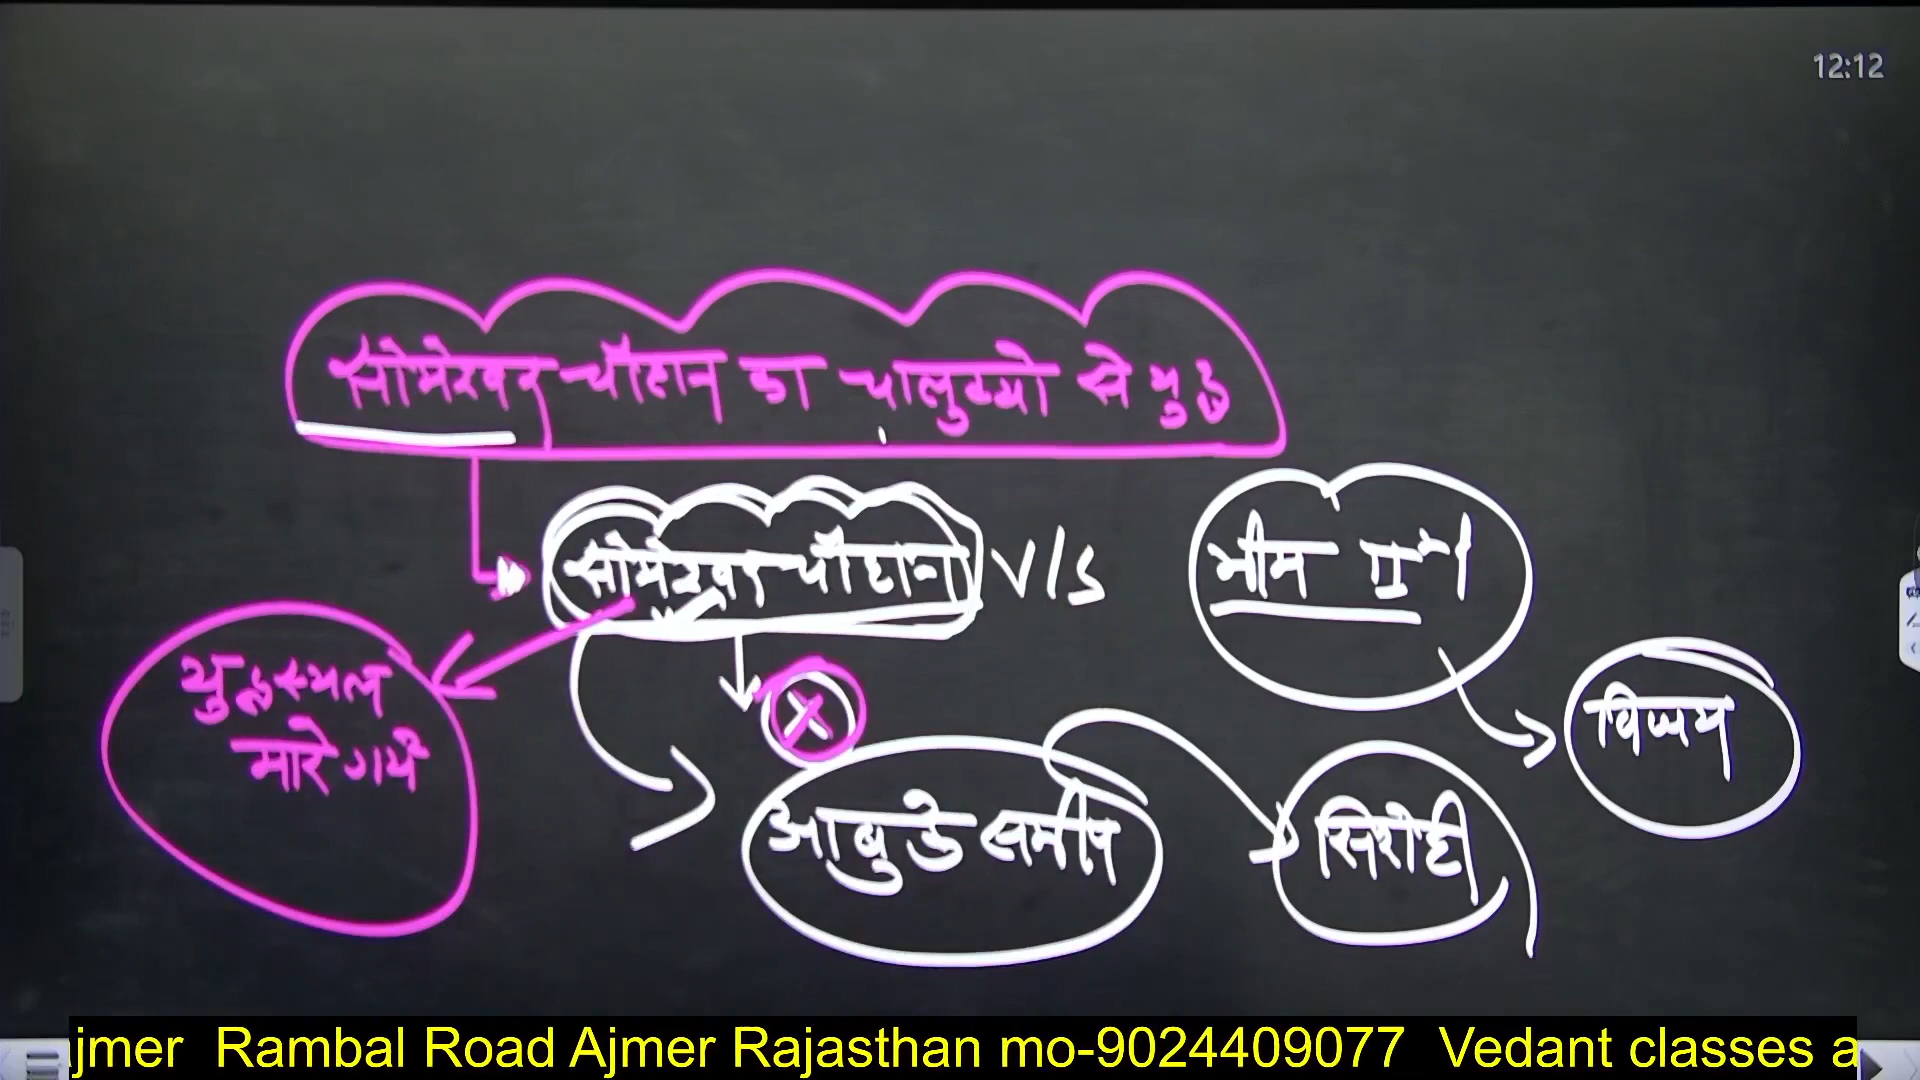 12:12
सोमेश्वर चौहान का चालुक्यो से युद्ध
सोमेश्वर चौहान V/S
भीम
युद्धस्थल
मारे गये
X
विजय
आबु के समीप
सिरोही
jmer Rambal Road Ajmer Rajasthan mo-9024409077 Vedant classes a